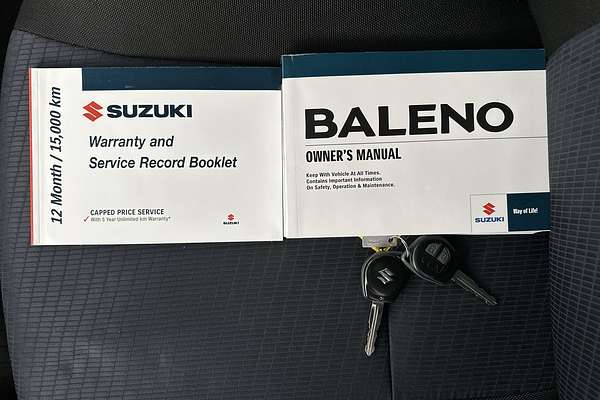 12 Month / 15,000 km
SUZUKI
Warranty and
Service Record Booklet
CAPPED PRICE SERVICE
With 5 Year Unlimited km Warranty*
BALENO
OWNER'S MANUAL
Keep With Vehicle At All Times.
Contains Important Information
On Safety, Operation & Maintenance.
SUZUKI
Way of Life!